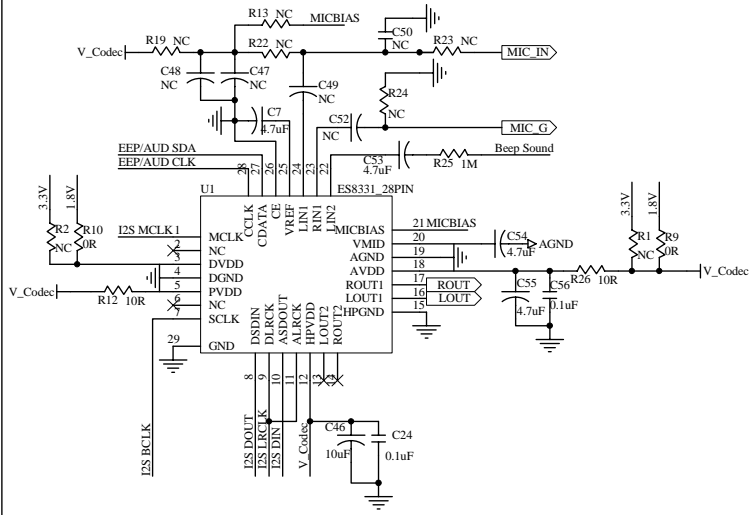 R13 NC MICBIAS
C50
NC
R19 NC
R22 NC
R23 NC
MIC_IN
V_Codec
C48
NC
C47
NC
C49
NC
R24
NC
C7
4.7uF
C52
NC
MIC_G
EEP/AUD SDA
EEP/AUD CLK
C53
4.7uF
R25 1M
Beep Sound
28
27
26
25
24
23
22
U1
ES8331_28PIN
3.3V
1.8V
R2
NC
R10
0R
CCLK
CDATA
CE
VREF
LIN1
RIN1
LIN2
3.3V
1.8V
R1
NC
R9
0R
I2S MCLK 1
MCLK
2
NC
3
DVDD
4
DGND
V_Codec
R12 10R
5
PVDD
6
NC
7
SCLK
29
GND
MICBIAS
21 MICBIAS
VMID
20
C54
4.7uF
AGND
AGND
19
AVDD
18
R26 10R
V_Codec
ROUT1
17
ROUT
LOUT1
16
LOUT
HPGND
15
C55
4.7uF
C56
0.1uF
DSDIN
DLRCK
ASDOUT
ALRCK
HPVDD
LOUT2
ROUT2
8
9
10
11
12
13
14
I2S BCLK
I2S DOUT
I2S LRCLK
I2S DIN
V_Codec
C46
10uF
C24
0.1uF